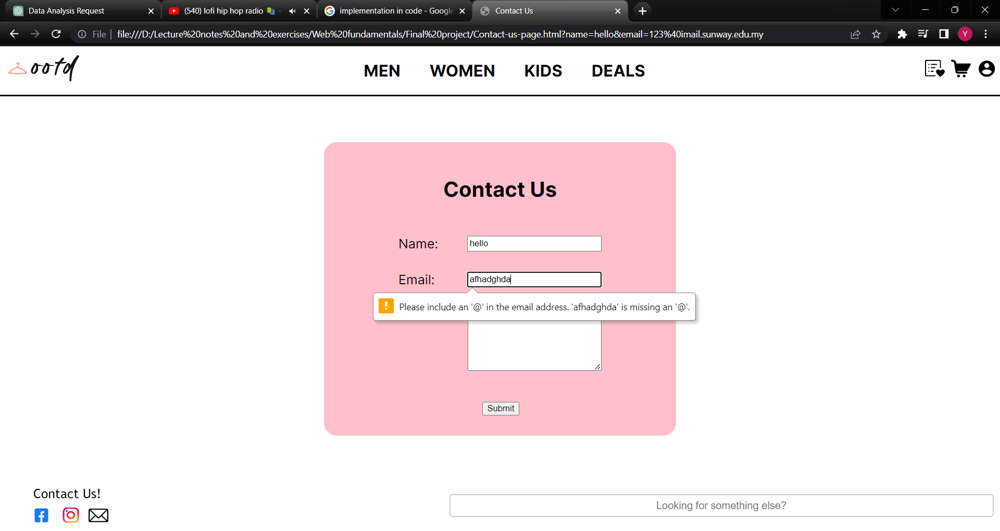 Data Analysis Request
(540) lofi hip hop radio 📚 -
implementation in code - Google
Contact Us
File
file:///D:/Lecture%20notes%20and%20exercises/Web%20fundamentals/Final%20project/Contact-us-page.html?name=hello&email=123%40imail.sunway.edu.my
Y
ootd
MEN WOMEN KIDS DEALS
Contact Us
Name:
hello
Email:
afhadghda
! Please include an '@' in the email address. 'afhadghda' is missing an '@'.
Submit
Contact Us!
Looking for something else?